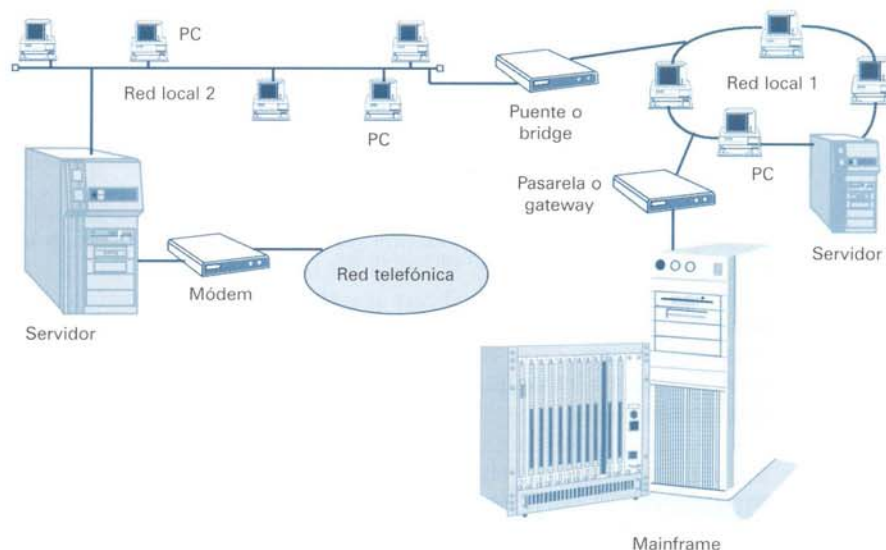 PC
Red local 2
PC
Puente o
bridge
Red local 1
PC
Pasarela o
gateway
Servidor
Servidor
Módem
Red telefónica
Mainframe